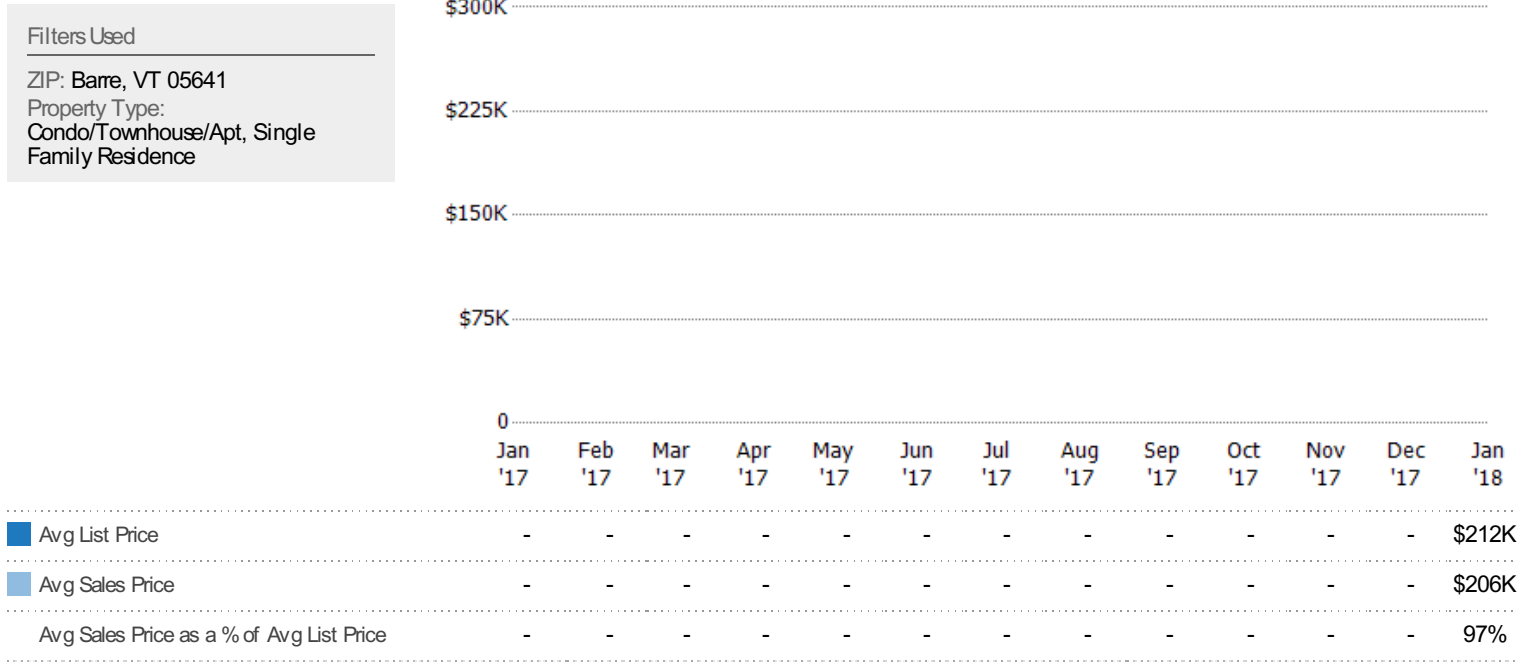 Filters Used
ZIP: Barre, VT 05641
Property Type:
Condo/Townhouse/Apt, Single
Family Residence
$300K
$225K
$150K
$75K
0
Jan Feb Mar Apr May Jun Jul Aug Sep Oct Nov Dec Jan
'17 '17 '17 '17 '17 '17 '17 '17 '17 '17 '17 '17 '18
Avg List Price - - - - - - - - - - - - $212K
Avg Sales Price - - - - - - - - - - - - $206K
Avg Sales Price as a % of Avg List Price - - - - - - - - - - - - 97%